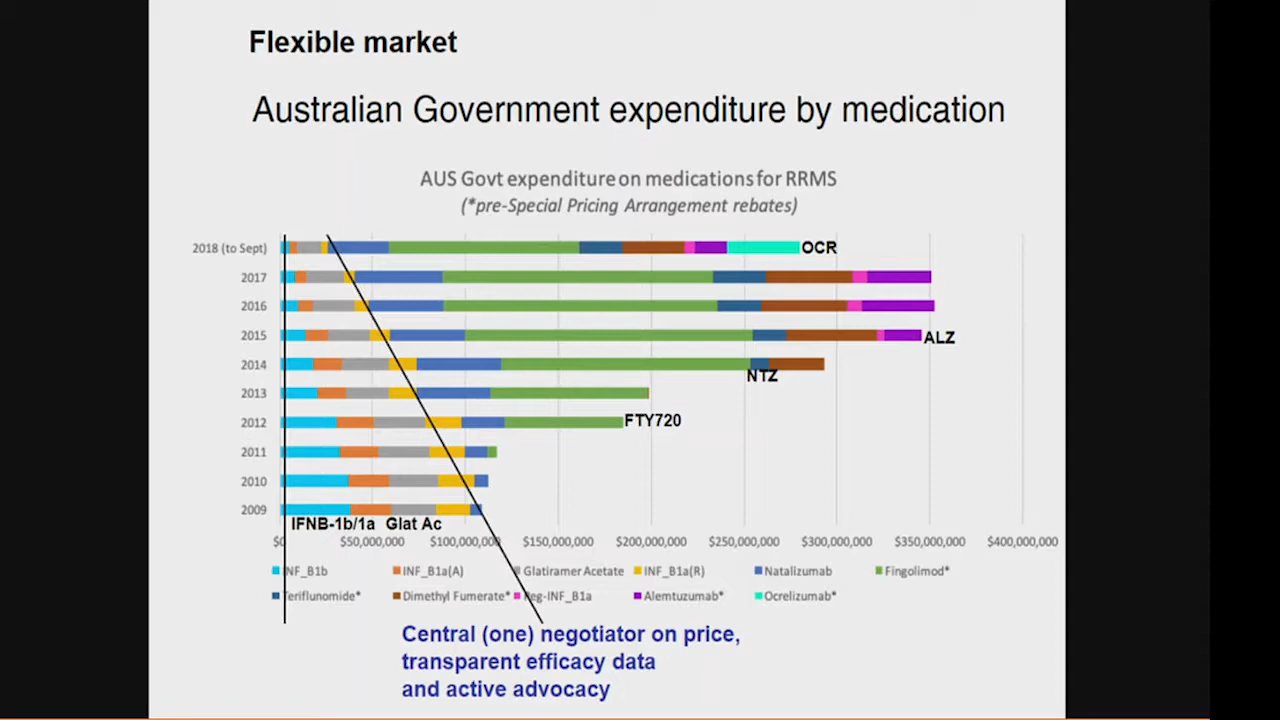 Flexible market
Australian Government expenditure by medication
AUS Govt expenditure on medications for RRMS
(*pre-Special Pricing Arrangement rebates)
2018 (to Sept)
OCR
2017
2016
2015
ALZ
2014
NTZ
2013
2012
FTY720
2011
2010
2009
IFNB-1b/1a Glat Ac
$0 $50,000,000 $100,000,000 $150,000,000 $200,000,000 $250,000,000 $300,000,000 $350,000,000 $400,000,000
INF_B1b INF_B1a(A) Glatiramer Acetate INF_B1a(R) Natalizumab Fingolimod*
Teriflunomide* Dimethyl Fumerate* Peg-INF_B1a Alemtuzumab* Ocrelizumab*
Central (one) negotiator on price,
transparent efficacy data
and active advocacy